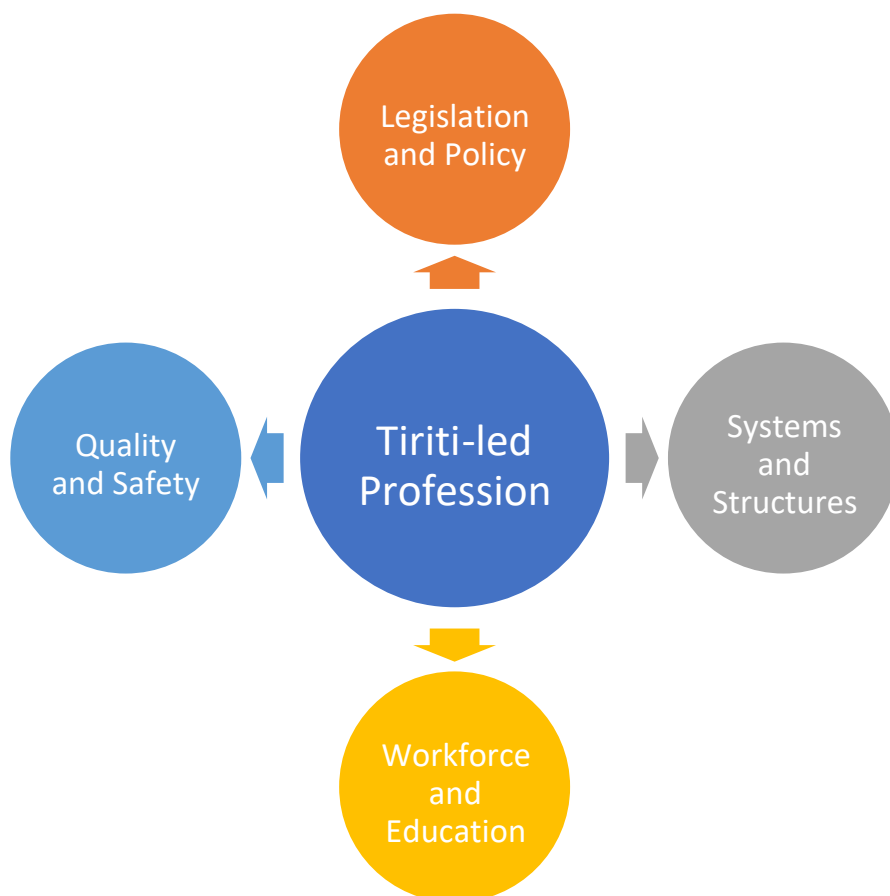 Legislation
and Policy
Quality
and Safety
Tiriti-led
Profession
Systems
and
Structures
Workforce
and
Education